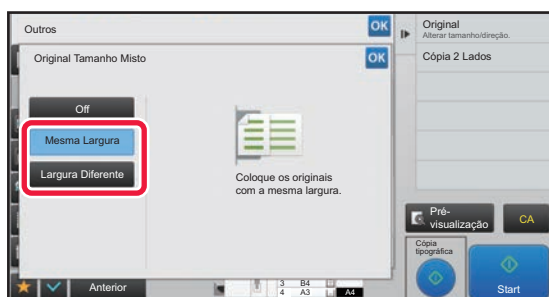 Outros
OK
Original Tamanho Misto
OK
Off
Mesma Largura
Largura Diferente
Coloque os originais
com a mesma largura.
Anterior
3 B4
4 A3
A4
Original
Alterar tamanho/direção.
Cópia 2 Lados
Pré-
visualização
CA
Cópia
tipográfica
Start